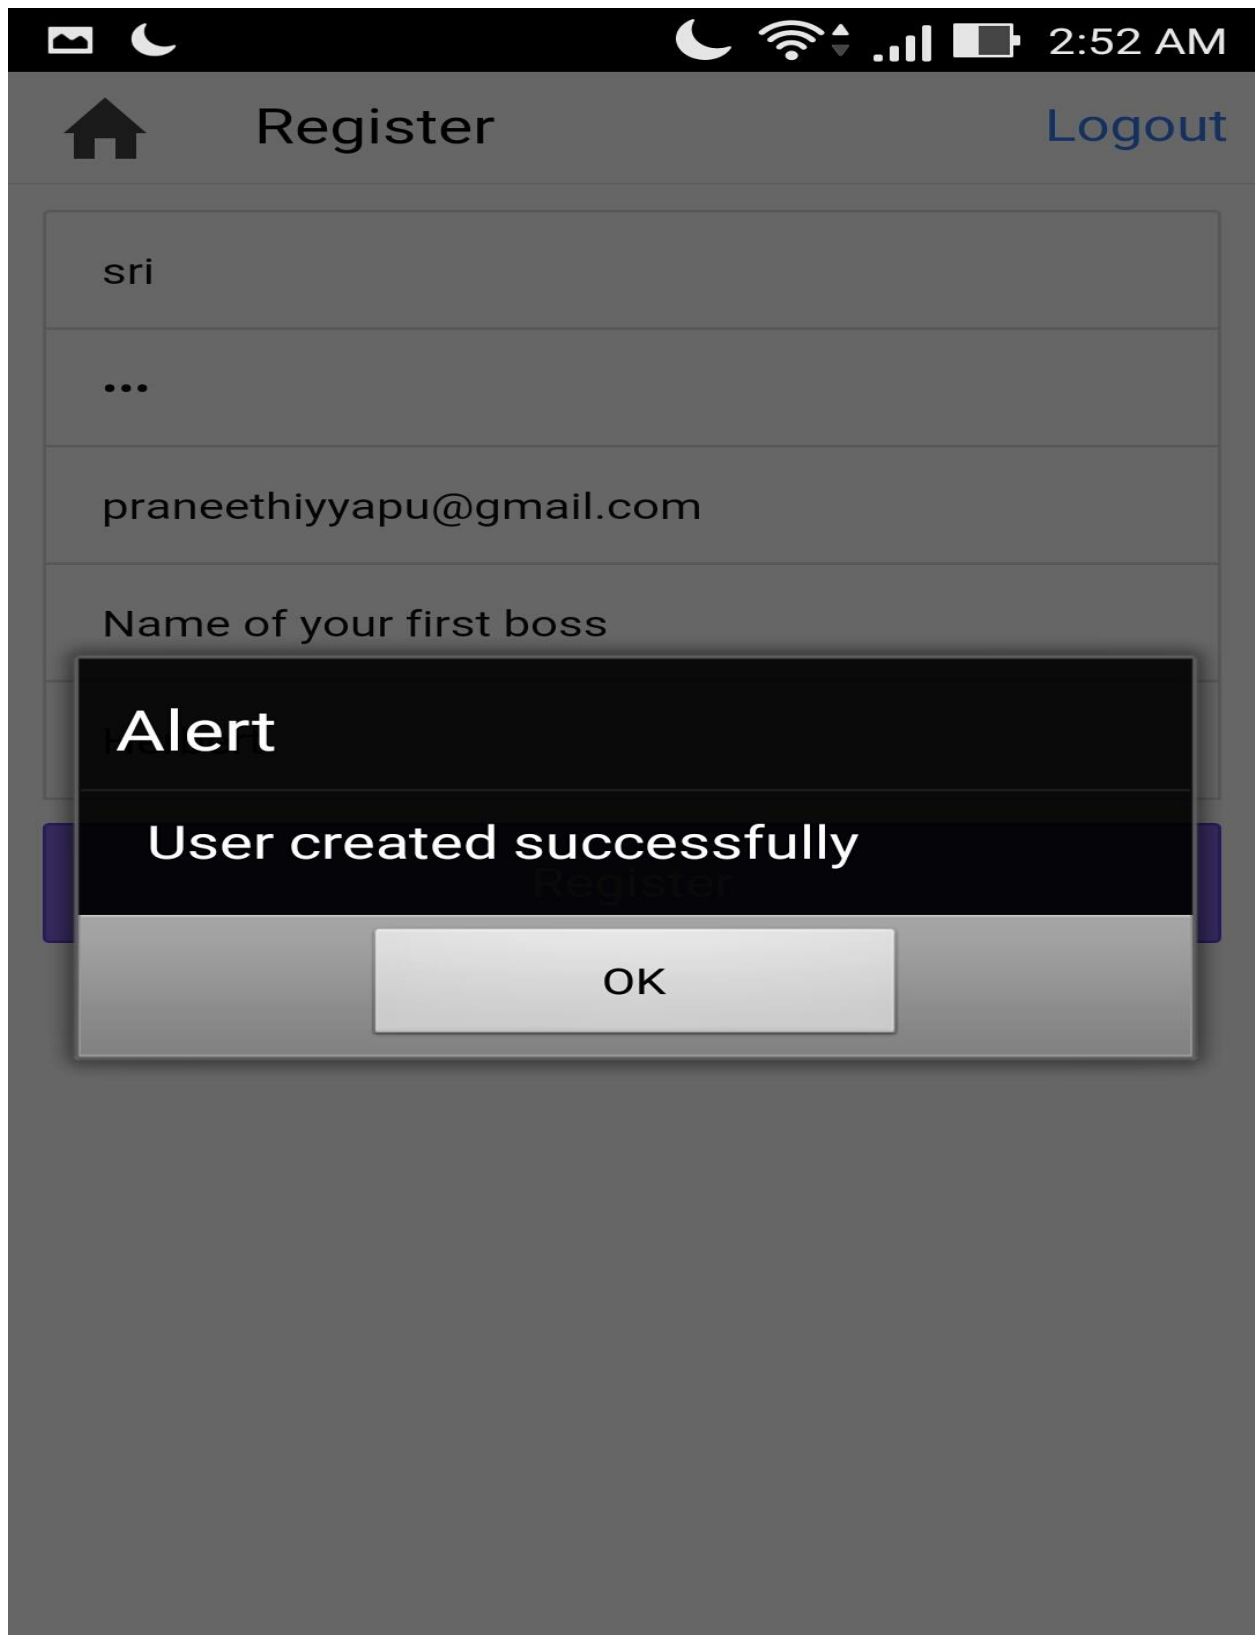 2:52 AM
Register
Logout
sri
•••
praneethiyyapu@gmail.com
Name of your first boss
Alert
User created successfully
Register
OK